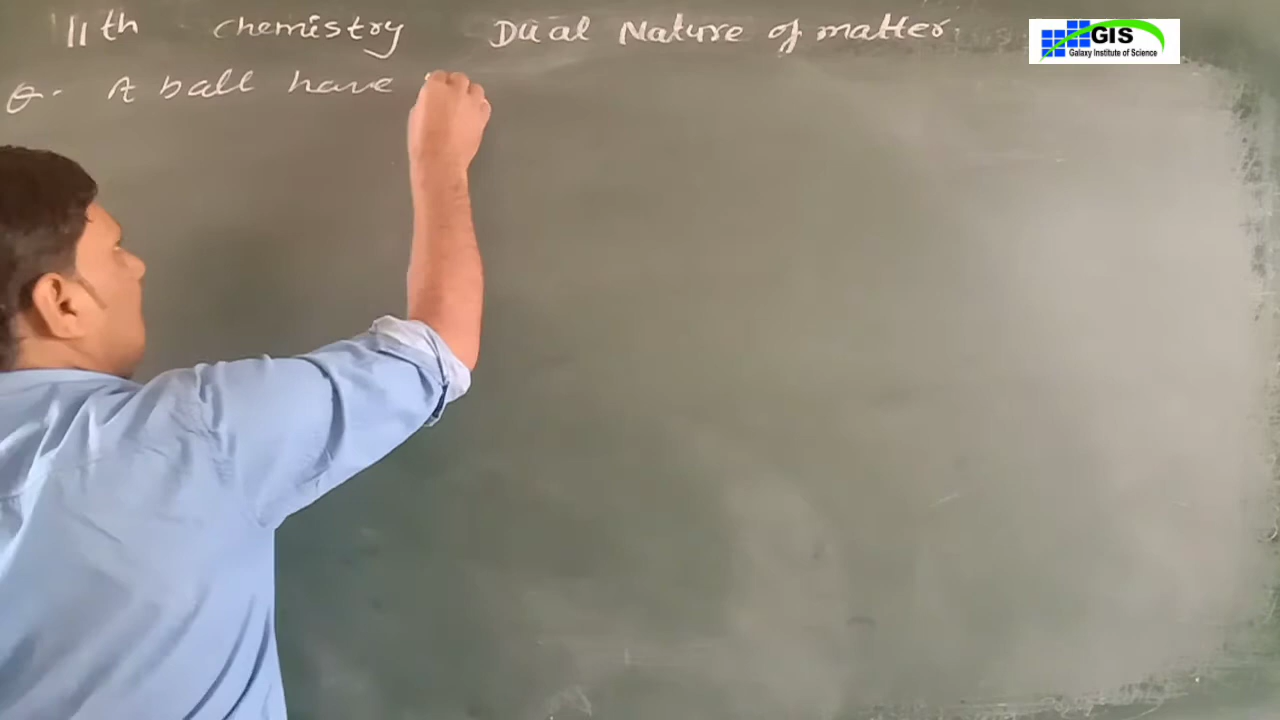 11th chemistry Dual Nature of matter.
Q. A ball have
GIS
Galaxy Institute of Science